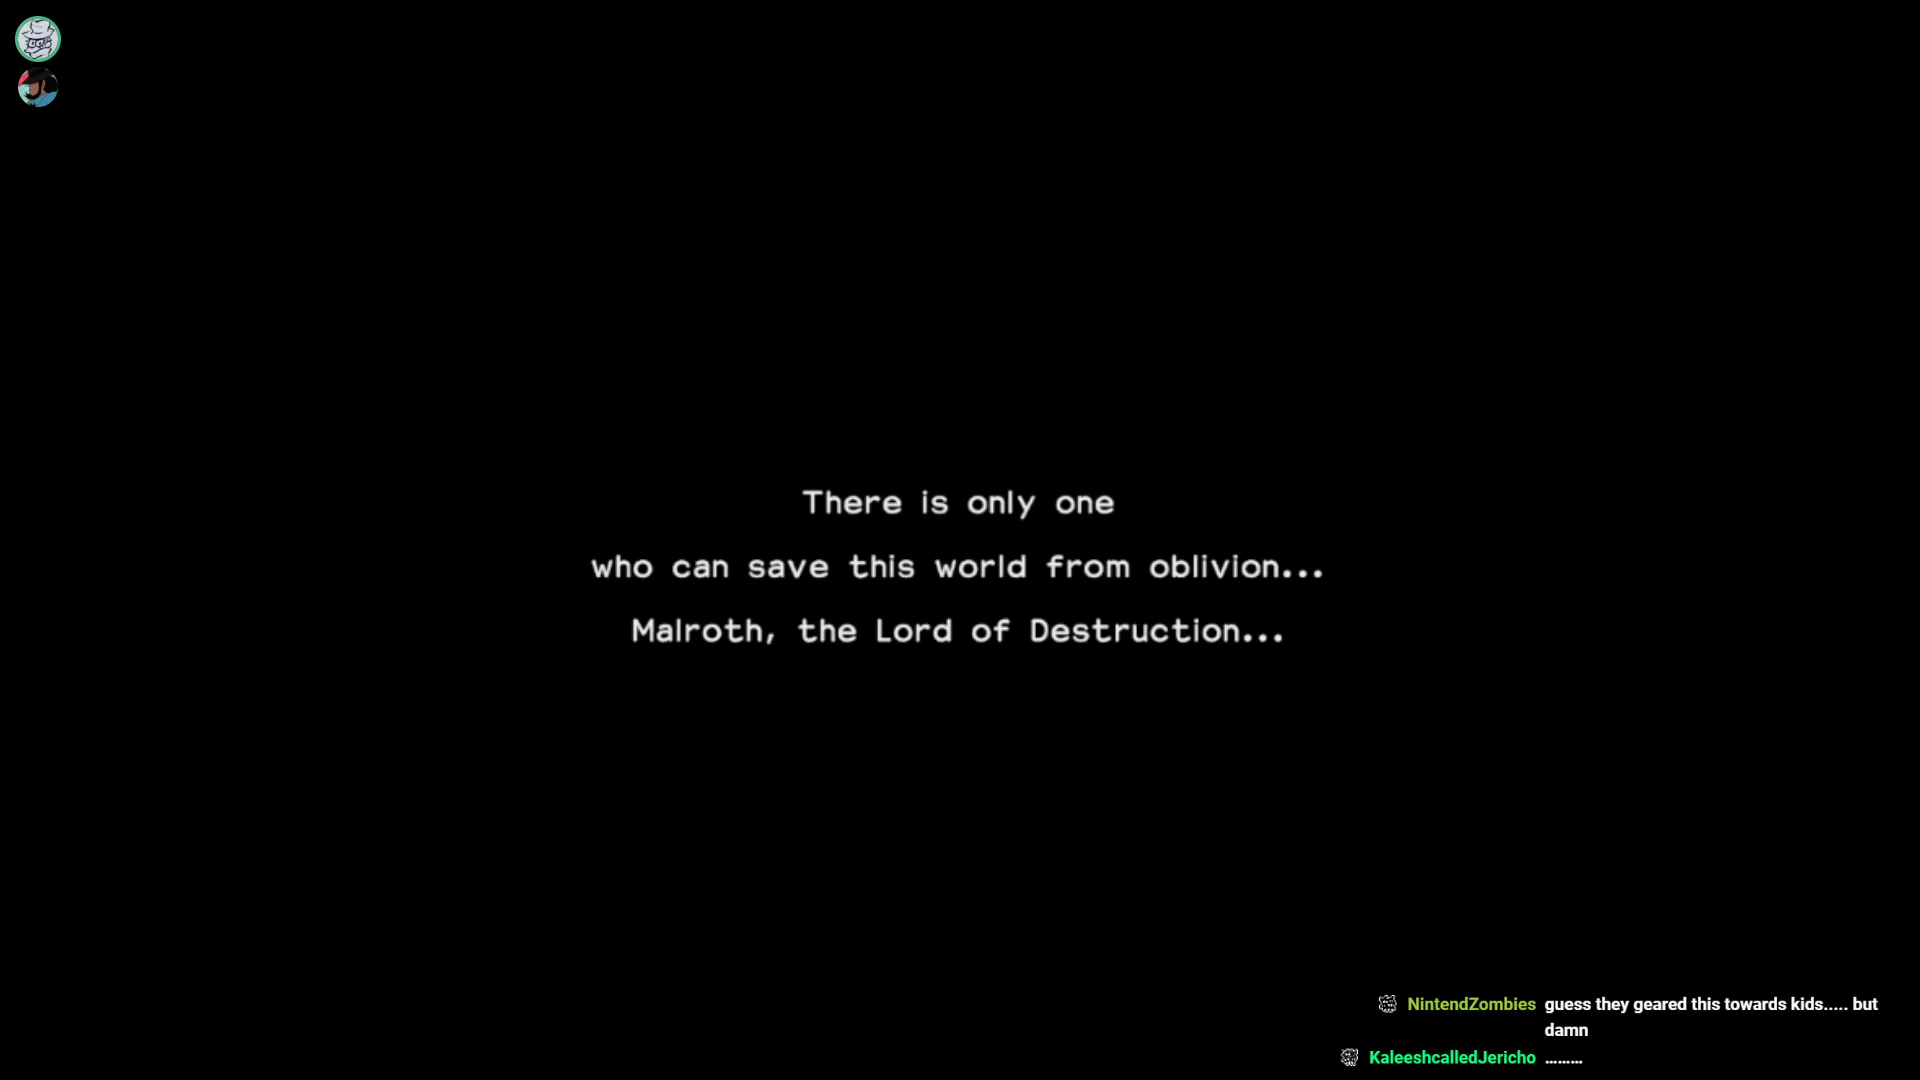 There is only one
who can save this world from oblivion...
Malroth, the Lord of Destruction...
NintendZombies guess they geared this towards kids..... but
damn
KaleeshcalledJericho .........